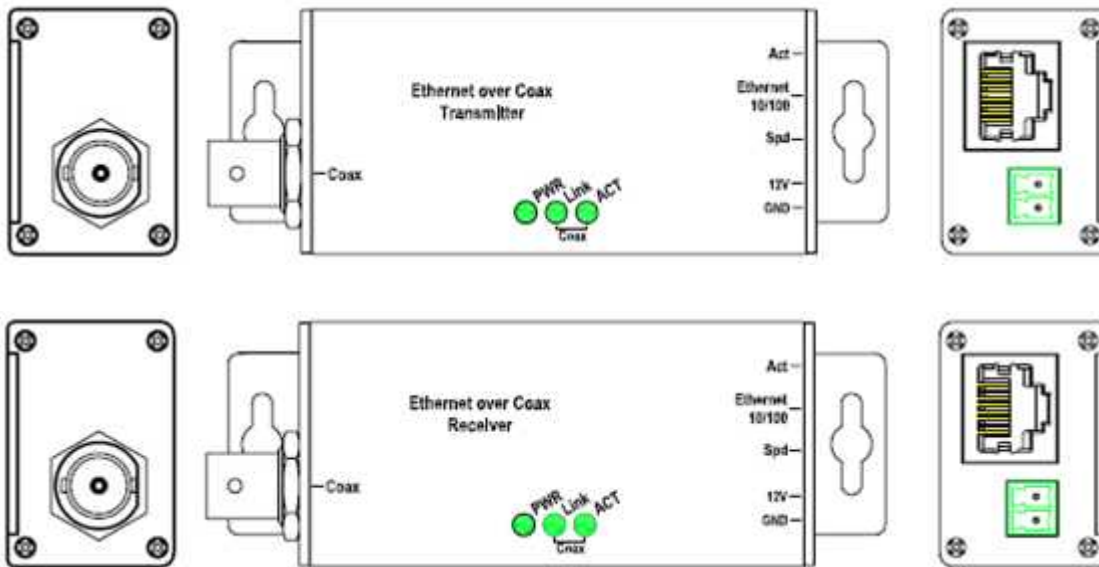 Ethernet over Coax
Transmitter
Coax
PWR
Link
ACT
Coax
Act
Ethernet
10/100
Spd
12V
GND
Ethernet over Coax
Receiver
Coax
PWR
Link
ACT
Coax
Act
Ethernet
10/100
Spd
12V
GND